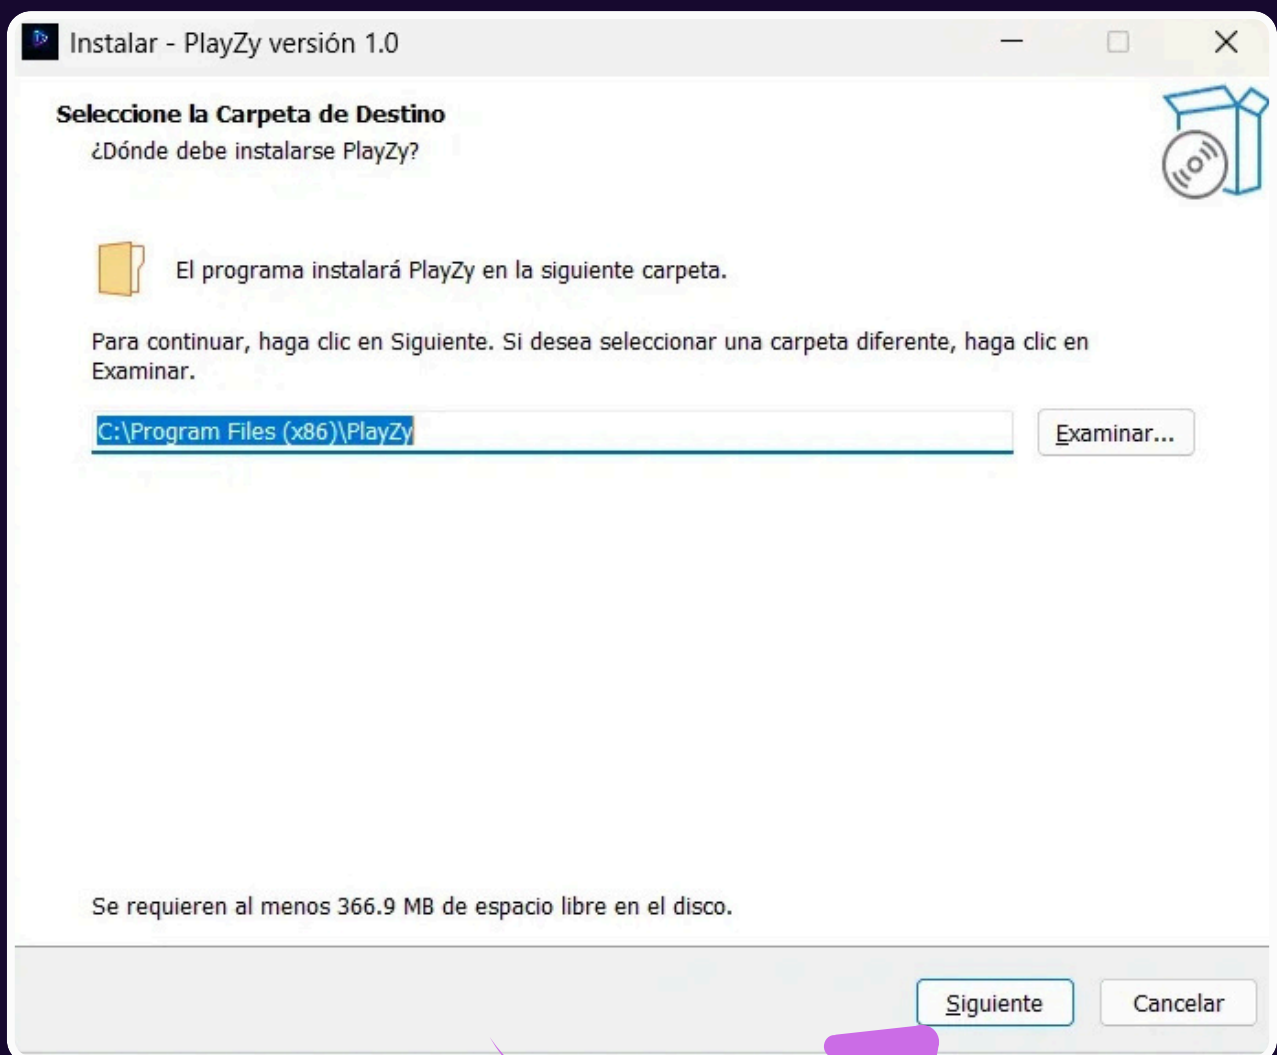 Instalar - PlayZy versión 1.0
Seleccione la Carpeta de Destino
¿Dónde debe instalarse PlayZy?
El programa instalará PlayZy en la siguiente carpeta.
Para continuar, haga clic en Siguiente. Si desea seleccionar una carpeta diferente, haga clic en
Examinar.
C:\Program Files (x86)\PlayZy
Examinar...
Se requieren al menos 366.9 MB de espacio libre en el disco.
Siguiente
Cancelar